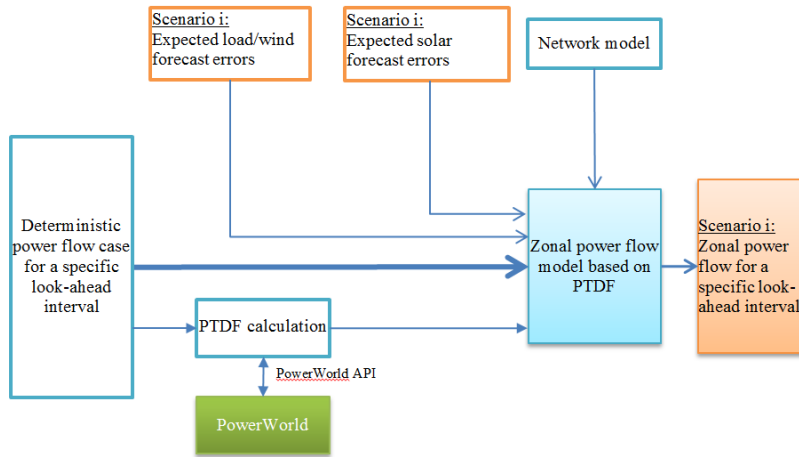 Scenario i:
Expected load/wind
forecast errors
Scenario i:
Expected solar
forecast errors
Network model
Deterministic
power flow case
for a specific
look-ahead
interval
Zonal power flow
model based on
PTDF
Scenario i:
Zonal power
flow for a
specific look-
ahead interval
PTDF calculation
PowerWorld API
PowerWorld